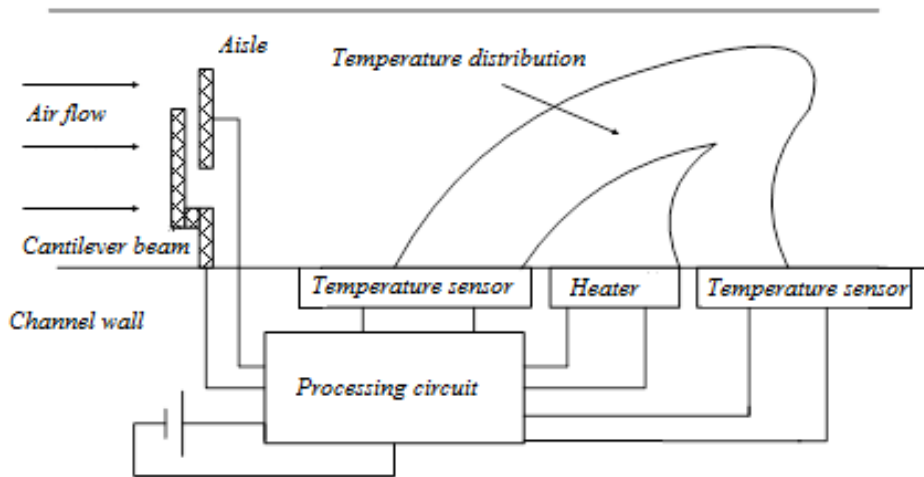 Aisle
Temperature distribution
Air flow
Cantilever beam
Temperature sensor
Heater
Temperature sensor
Channel wall
Processing circuit